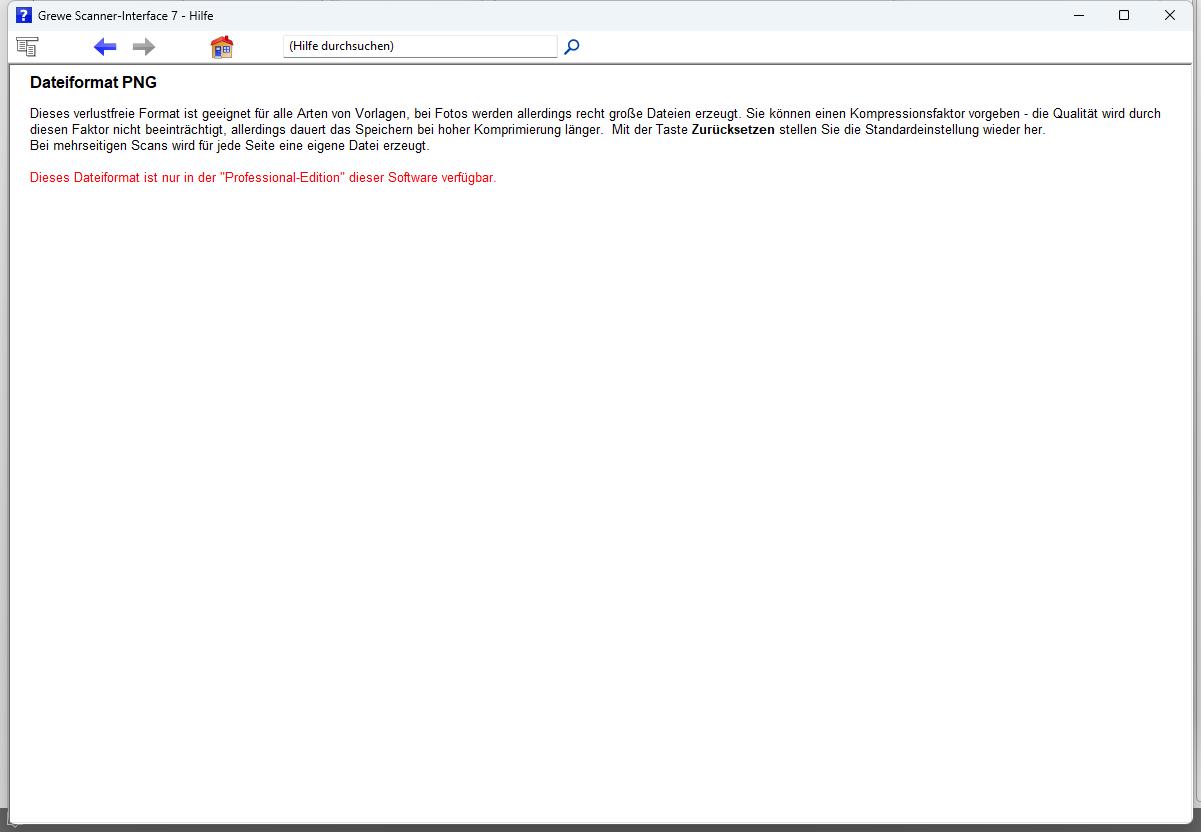 Grewe Scanner-Interface 7 - Hilfe
(Hilfe durchsuchen)
Dateiformat PNG
Dieses verlustfreie Format ist geeignet für alle Arten von Vorlagen, bei Fotos werden allerdings recht große Dateien erzeugt. Sie können einen Kompressionsfaktor vorgeben - die Qualität wird durch
diesen Faktor nicht beeinträchtigt, allerdings dauert das Speichern bei hoher Komprimierung länger.  Mit der Taste Zurücksetzen stellen Sie die Standardeinstellung wieder her.
Bei mehrseitigen Scans wird für jede Seite eine eigene Datei erzeugt.
Dieses Dateiformat ist nur in der "Professional-Edition" dieser Software verfügbar.